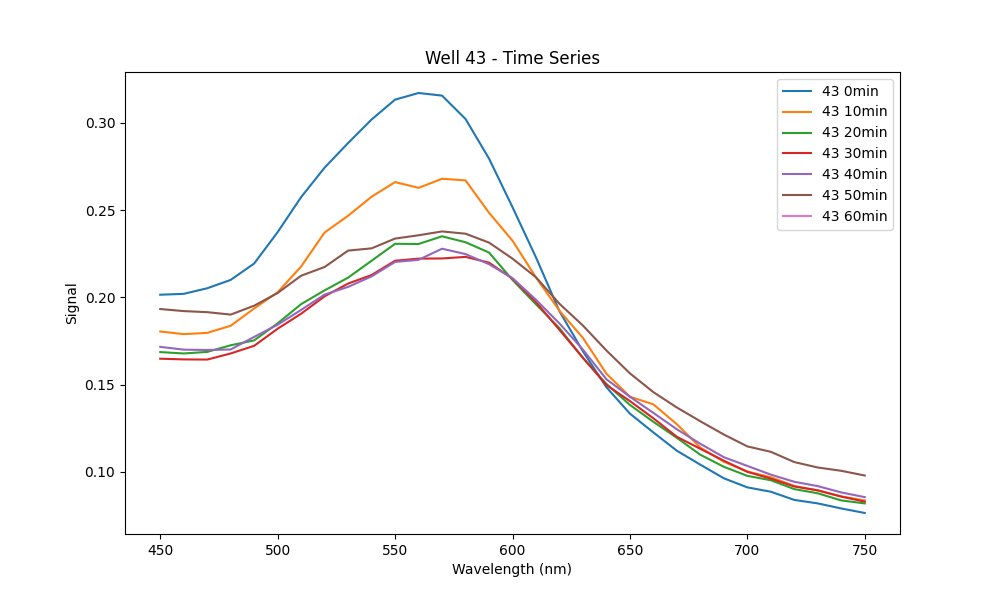 Well 43 - Time Series
43 0min
43 10min
43 20min
43 30min
43 40min
43 50min
43 60min
Signal
0.30
0.25
0.20
0.15
0.10
450 500 550 600 650 700 750
Wavelength (nm)